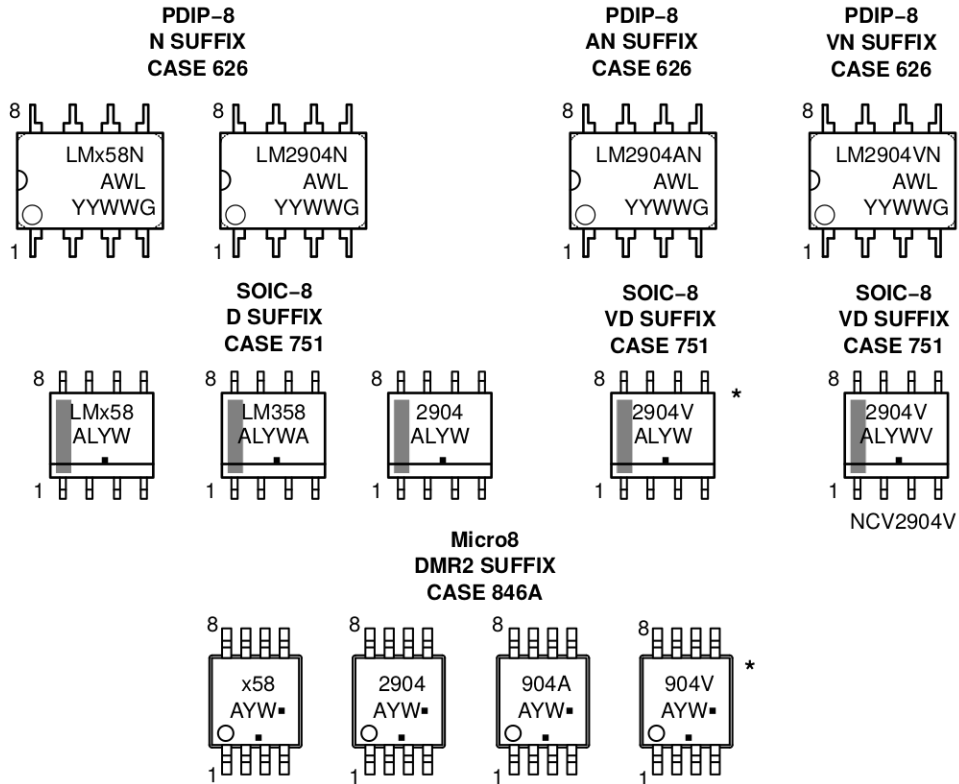 PDIP−8
N SUFFIX
CASE 626
PDIP−8
AN SUFFIX
CASE 626
PDIP−8
VN SUFFIX
CASE 626
8
LMx58N
AWL
YYWWG
1
8
LM2904N
AWL
YYWWG
1
8
LM2904AN
AWL
YYWWG
1
8
LM2904VN
AWL
YYWWG
1
SOIC−8
D SUFFIX
CASE 751
SOIC−8
VD SUFFIX
CASE 751
SOIC−8
VD SUFFIX
CASE 751
8
LMx58
ALYW
1
8
LM358
ALYWA
1
8
2904
ALYW
1
8
2904V
ALYW
1
*
8
2904V
ALYWV
1
NCV2904V
Micro8
DMR2 SUFFIX
CASE 846A
8
x58
AYW
1
8
2904
AYW
1
8
904A
AYW
1
8
904V
AYW
1
*